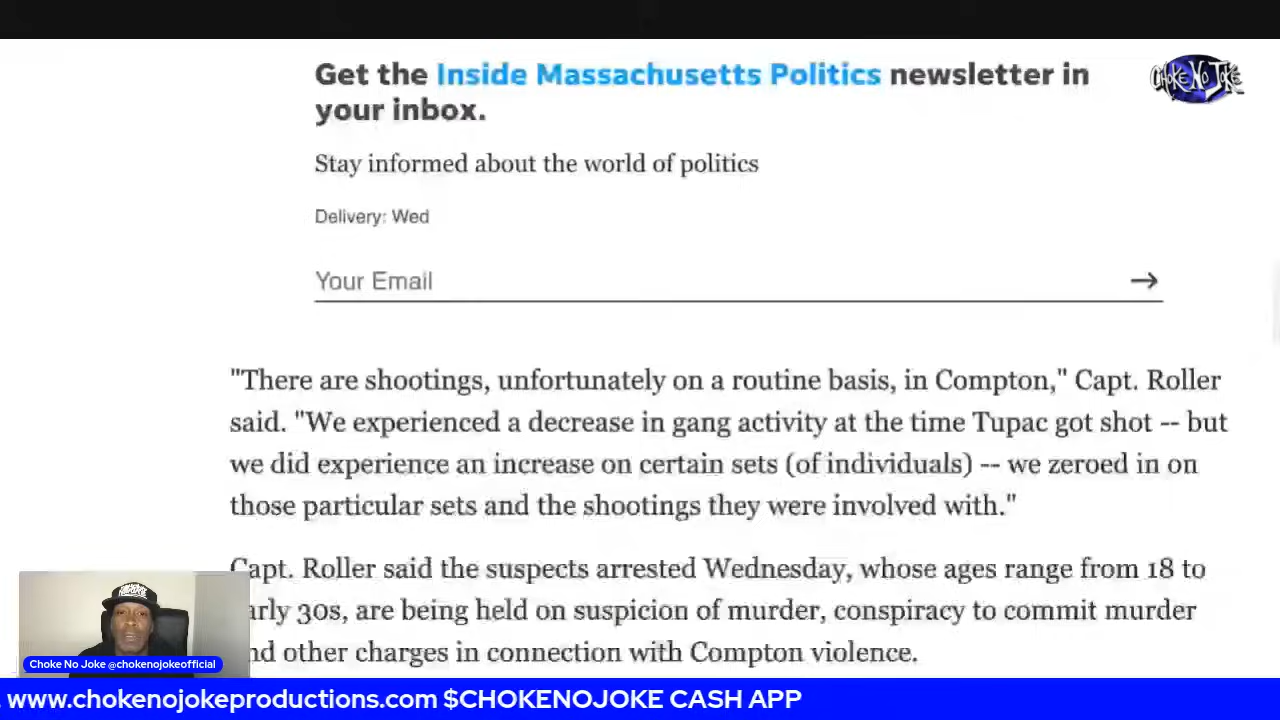 Get the Inside Massachusetts Politics newsletter in
your inbox.
CHOKE NO JOKE
Stay informed about the world of politics
Delivery: Wed
Your Email
"There are shootings, unfortunately on a routine basis, in Compton," Capt. Roller
said. "We experienced a decrease in gang activity at the time Tupac got shot -- but
we did experience an increase on certain sets (of individuals) -- we zeroed in on
those particular sets and the shootings they were involved with."
Capt. Roller said the suspects arrested Wednesday, whose ages range from 18 to
arly 30s, are being held on suspicion of murder, conspiracy to commit murder
nd other charges in connection with Compton violence.
Choke No Joke @chokenojokeofficial
www.chokenojokeproductions.com $CHOKENOJOKE CASH APP